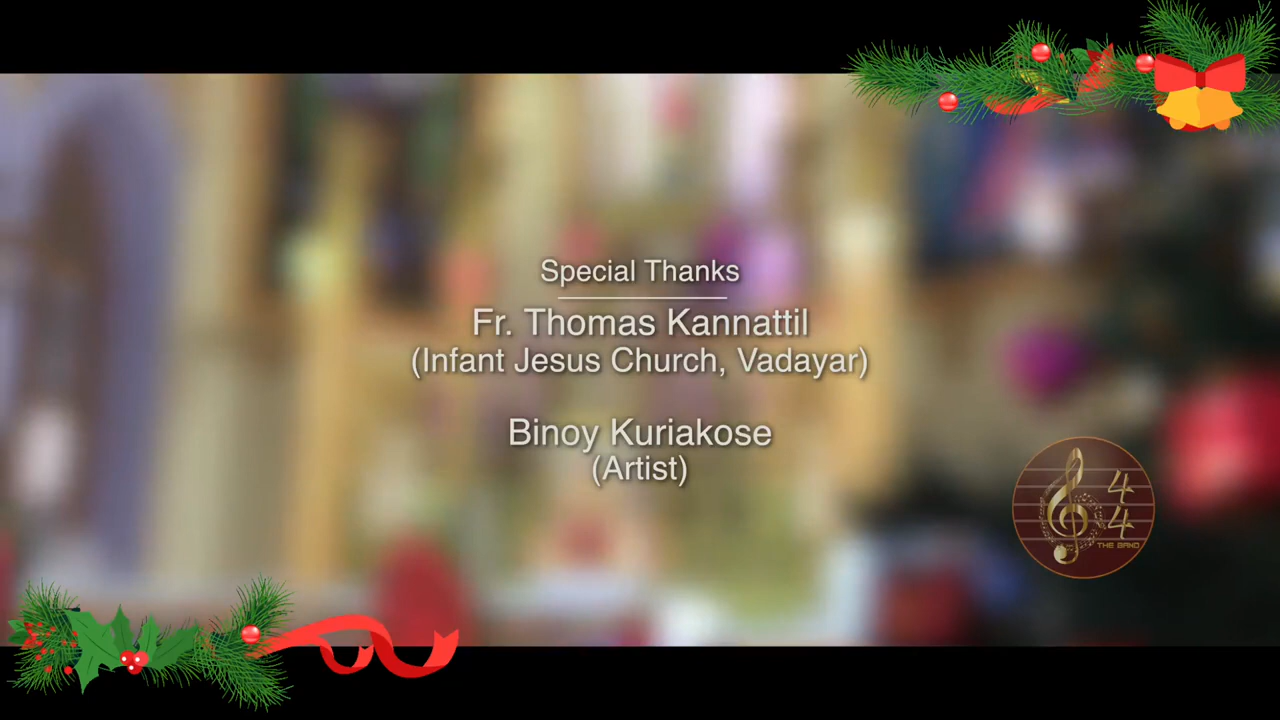 Special Thanks
Fr. Thomas Kannattil
(Infant Jesus Church, Vadayar)
Binoy Kuriakose
(Artist)
4
4
THE BAND